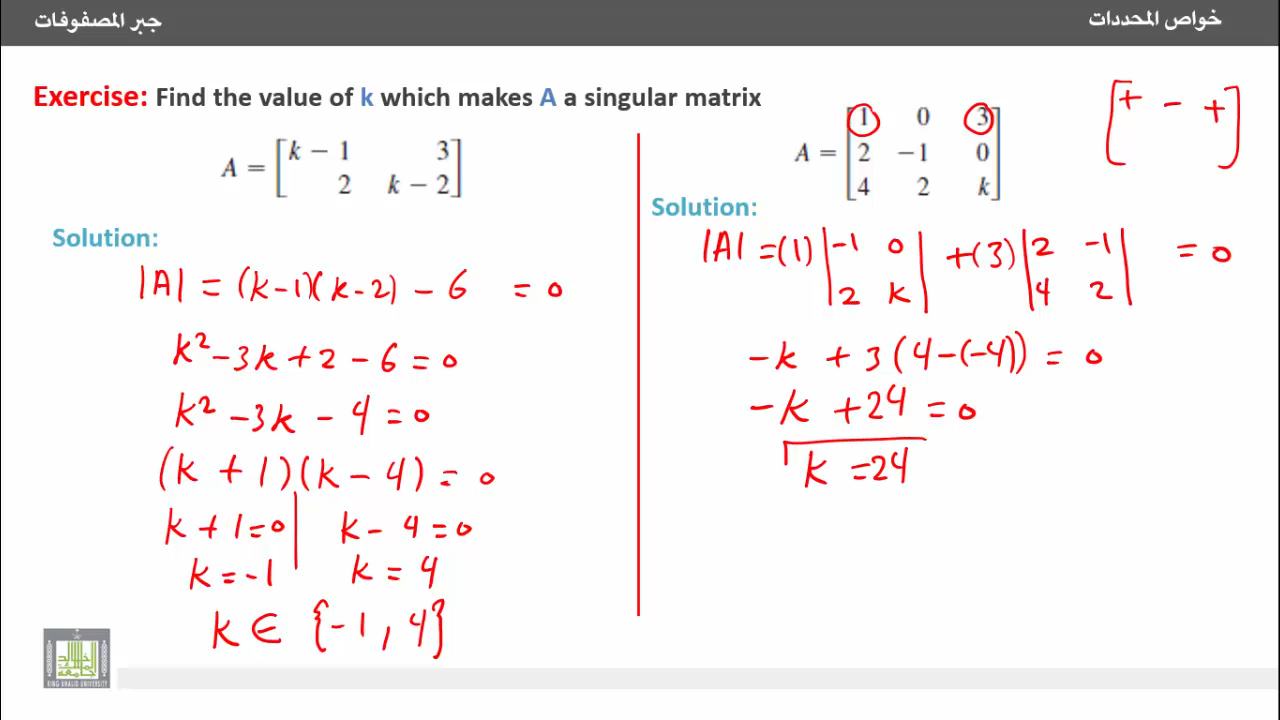 جبر المصفوفات
خواص المحددات
Exercise: Find the value of k which makes A a singular matrix
A = [k − 1 3
2 k − 2]
Solution:
|A| = (k-1)(k-2) - 6 = 0
k² - 3k + 2 - 6 = 0
k² - 3k - 4 = 0
(k + 1)(k - 4) = 0
k + 1 = 0 | k - 4 = 0
k = -1 k = 4
k ∈ {-1, 4}
A = [1 0 3
2 −1 0
4 2 k]
[+ - +]
Solution:
|A| = (1) |-1 0 + (3) |2 -1| = 0
2 k| 4 2|
-k + 3(4-(-4)) = 0
-k + 24 = 0
k = 24
KING KHALID UNIVERSITY